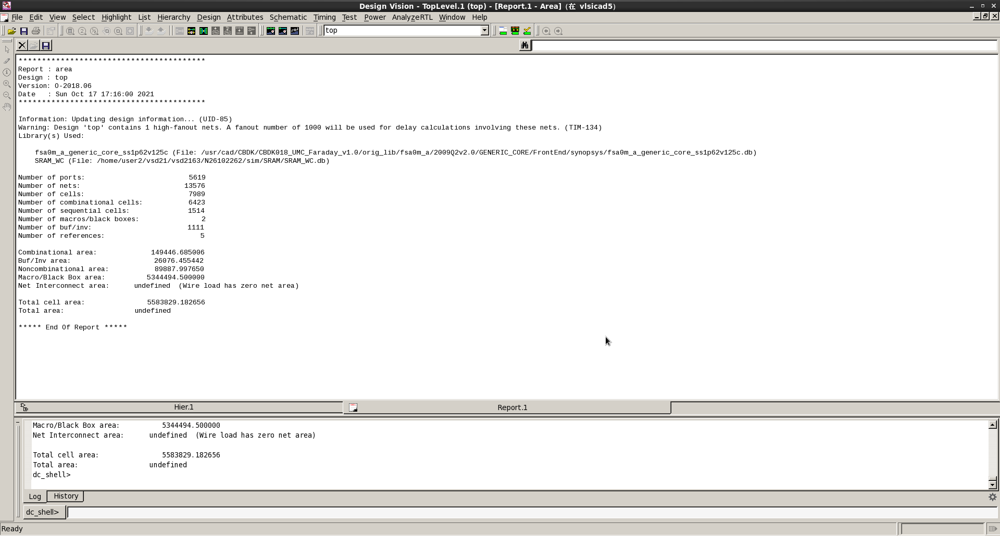 Design Vision - TopLevel.1 (top) - [Report.1 - Area] (在 vlsicad5)
File Edit View Select Highlight List Hierarchy Design Attributes Schematic Timing Test Power AnalyzeRTL Window Help
top
****************************************
Report : area
Design : top
Version: O-2018.06
Date   : Sun Oct 17 17:16:00 2021
****************************************
Information: Updating design information... (UID-85)
Warning: Design 'top' contains 1 high-fanout nets. A fanout number of 1000 will be used for delay calculations involving these nets. (TIM-134)
Library(s) Used:
fsa0m_a_generic_core_ss1p62v125c (File: /usr/cad/CBDK/CBDK018_UMC_Faraday_v1.0/orig_lib/fsa0m_a/2009Q2v2.0/GENERIC_CORE/FrontEnd/synopsys/fsa0m_a_generic_core_ss1p62v125c.db)
SRAM_WC (File: /home/user2/vsd21/vsd2163/N26102262/sim/SRAM/SRAM_WC.db)
Number of ports: 5619
Number of nets: 13576
Number of cells: 7989
Number of combinational cells: 6423
Number of sequential cells: 1514
Number of macros/black boxes: 2
Number of buf/inv: 1111
Number of references: 5
Combinational area: 149446.685006
Buf/Inv area: 26076.455442
Noncombinational area: 89887.997650
Macro/Black Box area: 5344494.500000
Net Interconnect area: undefined (Wire load has zero net area)
Total cell area: 5583829.182656
Total area: undefined
***** End Of Report *****
Hier.1 Report.1
Macro/Black Box area: 5344494.500000
Net Interconnect area: undefined (Wire load has zero net area)
Total cell area: 5583829.182656
Total area: undefined
dc_shell>
Log History
dc_shell>
Ready